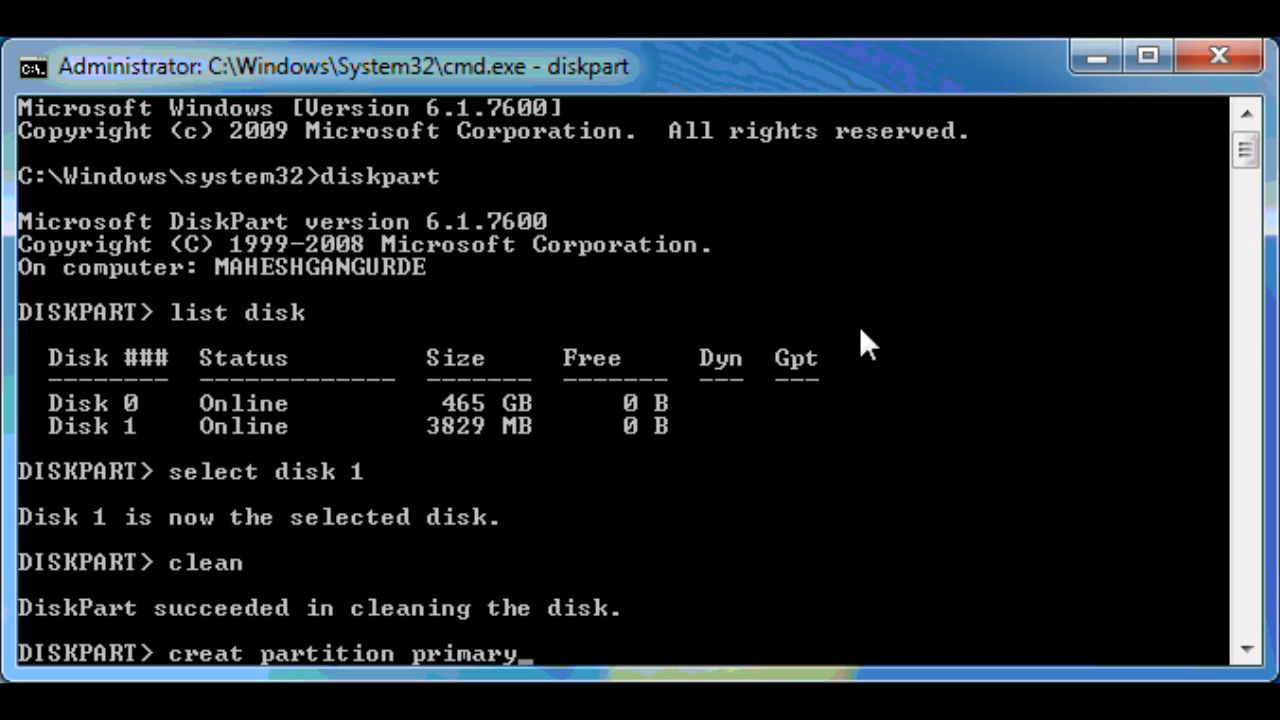 Administrator: C:\Windows\System32\cmd.exe - diskpart
Microsoft Windows [Version 6.1.7600]
Copyright (c) 2009 Microsoft Corporation.  All rights reserved.
C:\Windows\system32>diskpart
Microsoft DiskPart version 6.1.7600
Copyright (C) 1999-2008 Microsoft Corporation.
On computer: MAHESHGANGURDE
DISKPART> list disk
  Disk ###  Status         Size     Free     Dyn  Gpt
  --------  -------------  -------  -------  ---  ---
  Disk 0    Online          465 GB      0 B
  Disk 1    Online         3829 MB      0 B
DISKPART> select disk 1
Disk 1 is now the selected disk.
DISKPART> clean
DiskPart succeeded in cleaning the disk.
DISKPART> creat partition primary_